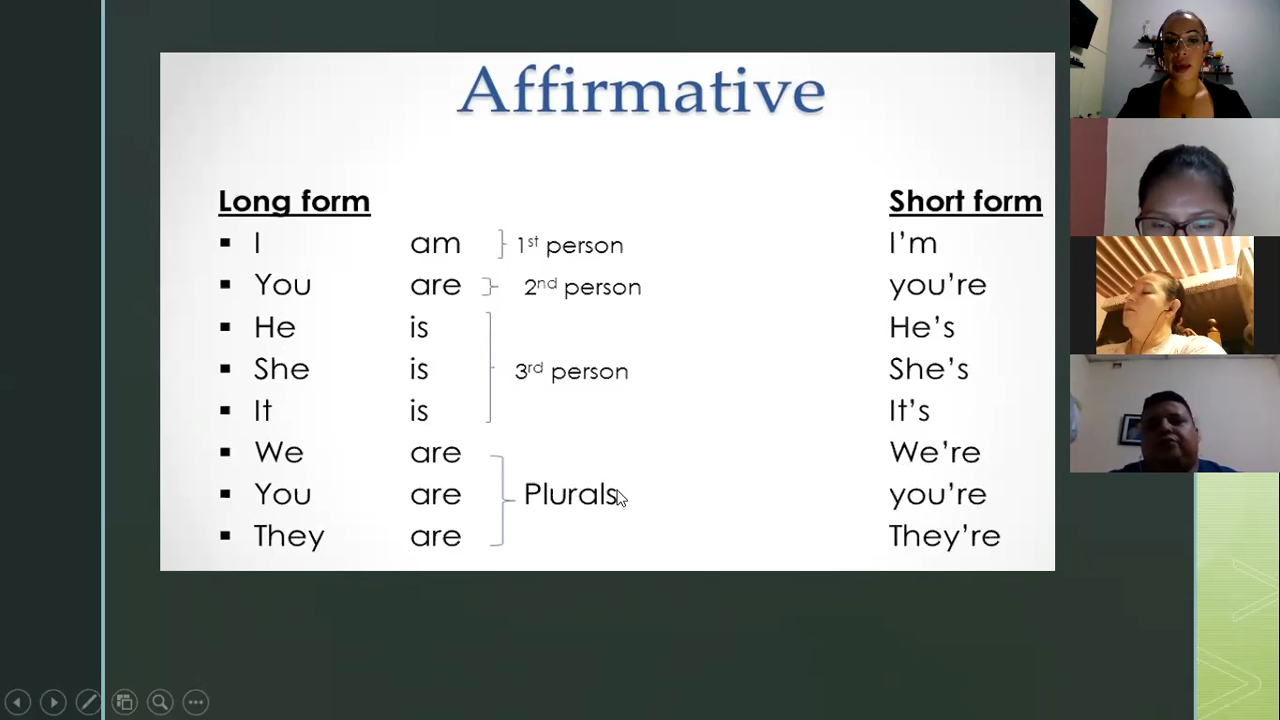 Affirmative
Long form Short form
▪ I am 1st person I'm
▪ You are 2nd person you're
▪ He is He's
▪ She is 3rd person She's
▪ It is It's
▪ We are We're
▪ You are Plurals you're
▪ They are They're